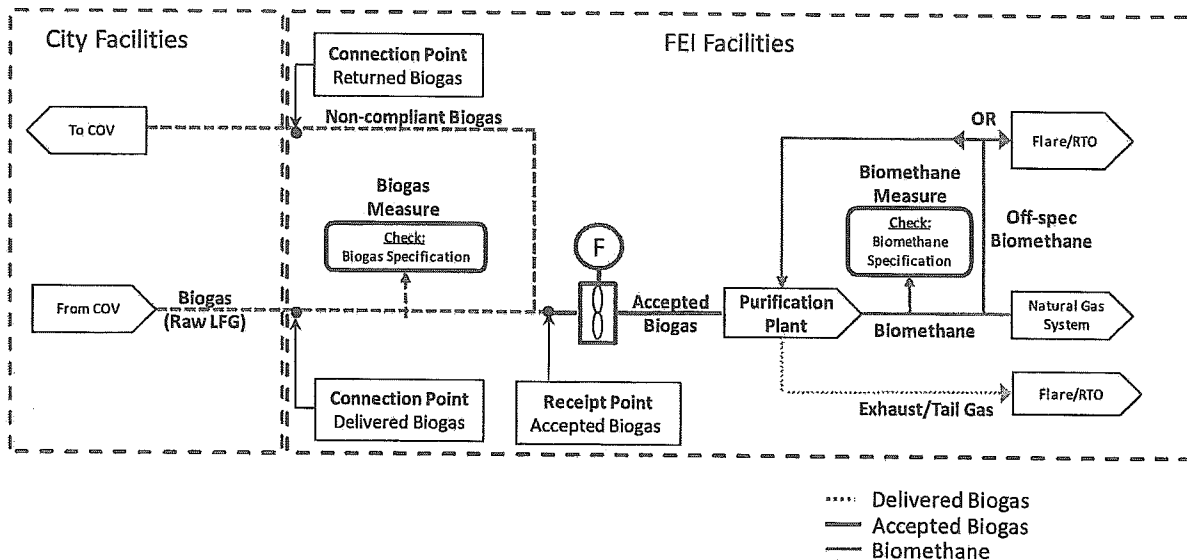 City Facilities
FEI Facilities
Connection Point
Returned Biogas
To COV
Non-compliant Biogas
OR
Flare/RTO
Biogas
Measure
Check:
Biogas Specification
Biomethane
Measure
Check:
Biomethane
Specification
Off-spec
Biomethane
F
From COV
Biogas
(Raw LFG)
Accepted
Biogas
Purification
Plant
Biomethane
Natural Gas
System
Connection Point
Delivered Biogas
Receipt Point
Accepted Biogas
Exhaust/Tail Gas
Flare/RTO
Delivered Biogas
Accepted Biogas
Biomethane